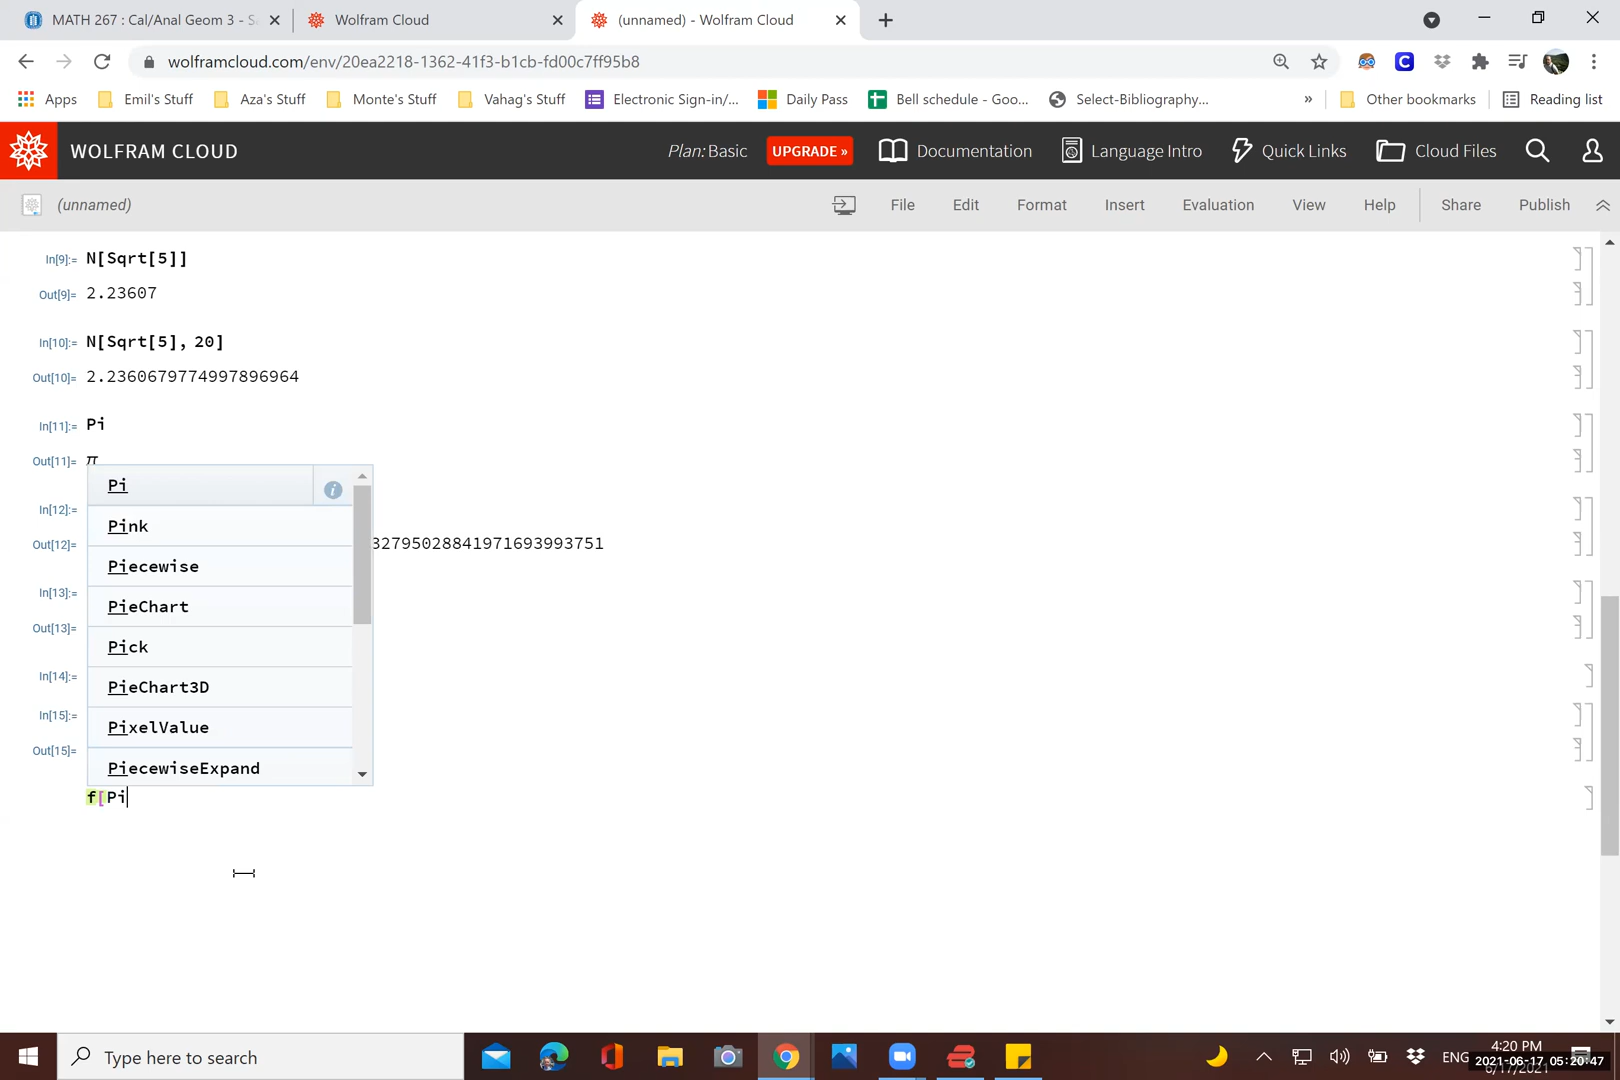 MATH 267 : Cal/Anal Geom 3 - S
Wolfram Cloud
(unnamed) - Wolfram Cloud
wolframcloud.com/env/20ea2218-1362-41f3-b1cb-fd00c7ff95b8
Apps
Emil's Stuff
Aza's Stuff
Monte's Stuff
Vahag's Stuff
Electronic Sign-in/...
Daily Pass
Bell schedule - Goo...
Select-Bibliography...
»
Other bookmarks
Reading list
WOLFRAM CLOUD
Plan: Basic
UPGRADE »
Documentation
Language Intro
Quick Links
Cloud Files
(unnamed)
File
Edit
Format
Insert
Evaluation
View
Help
Share
Publish
In[9]:= N[Sqrt[5]]
Out[9]= 2.23607
In[10]:= N[Sqrt[5], 20]
Out[10]= 2.2360679774997896964
In[11]:= Pi
Out[11]= π
Pi
In[12]:=
Pink
Out[12]= 32795028841971693993751
Piecewise
In[13]:=
PieChart
Out[13]=
Pick
In[14]:=
PieChart3D
In[15]:=
PixelValue
Out[15]=
PiecewiseExpand
f[Pi
Type here to search
ENG
4:20 PM
2021-06-17 05:20:47